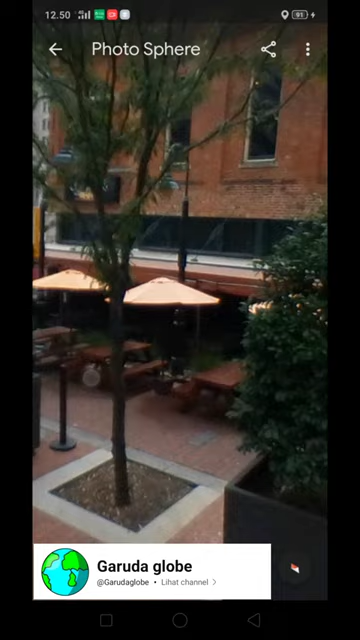 12.50
91
Photo Sphere
Garuda globe
@Garudaglobe • Lihat channel >